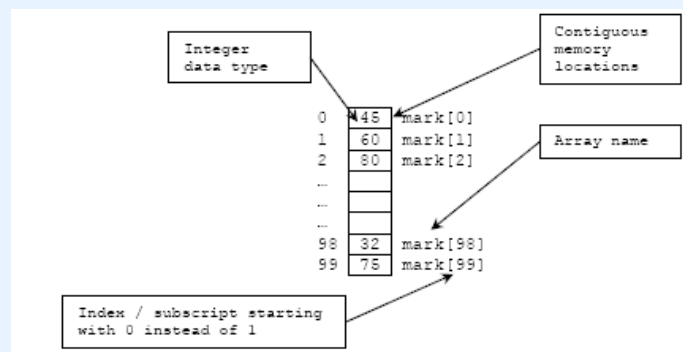 Contiguous
memory
locations
Integer
data type
0 45 mark[0]
1 60 mark[1]
2 80 mark[2]
…
…
…
Array name
98 32 mark[98]
99 75 mark[99]
Index / subscript starting
with 0 instead of 1